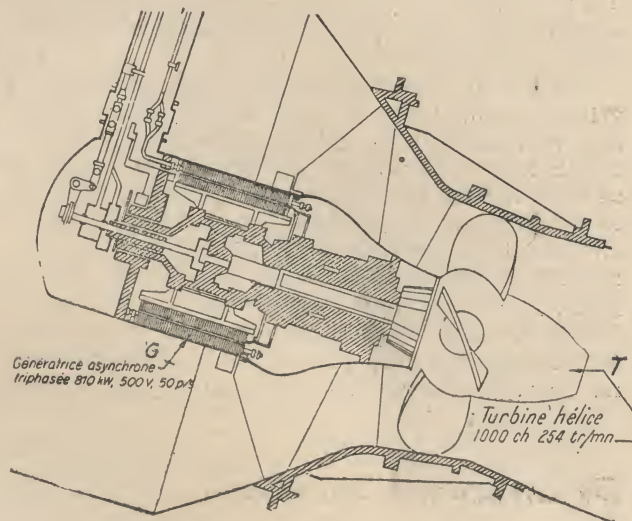 G
Génératrice asynchrone
triphasée 810 kW, 500 v, 50 p/s
T
Turbine hélice
1000 ch 254 tr/mn